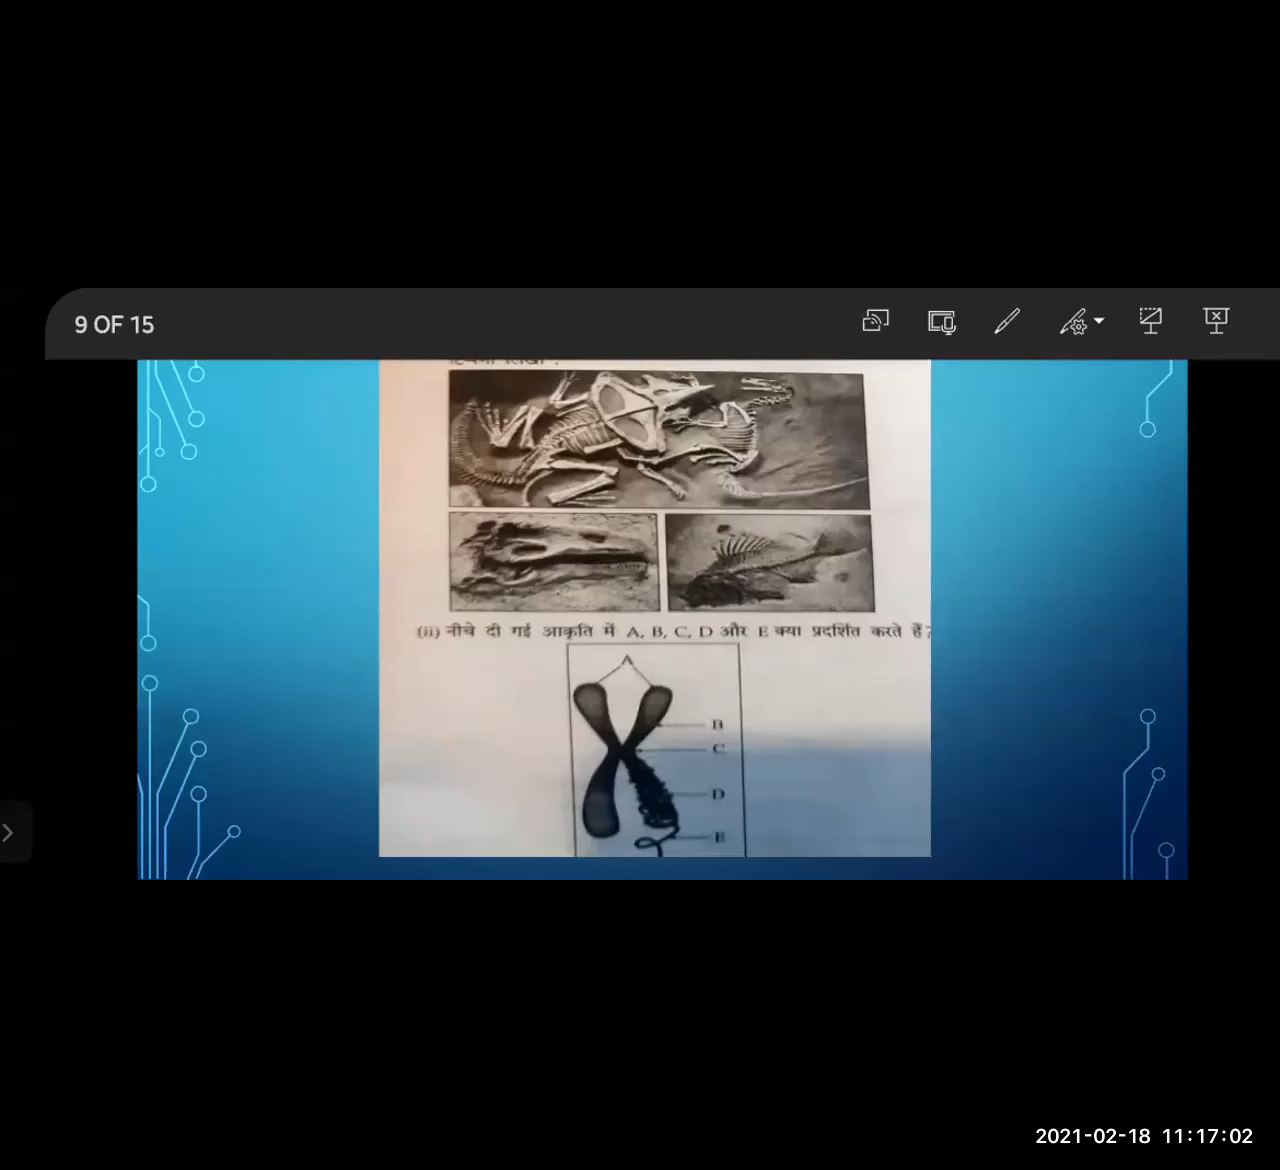 9 OF 15
(ii) नीचे दी गई आकृति में A, B, C, D और E क्या प्रदर्शित करते हैं?
A
B
C
D
E
2021-02-18 11:17:02